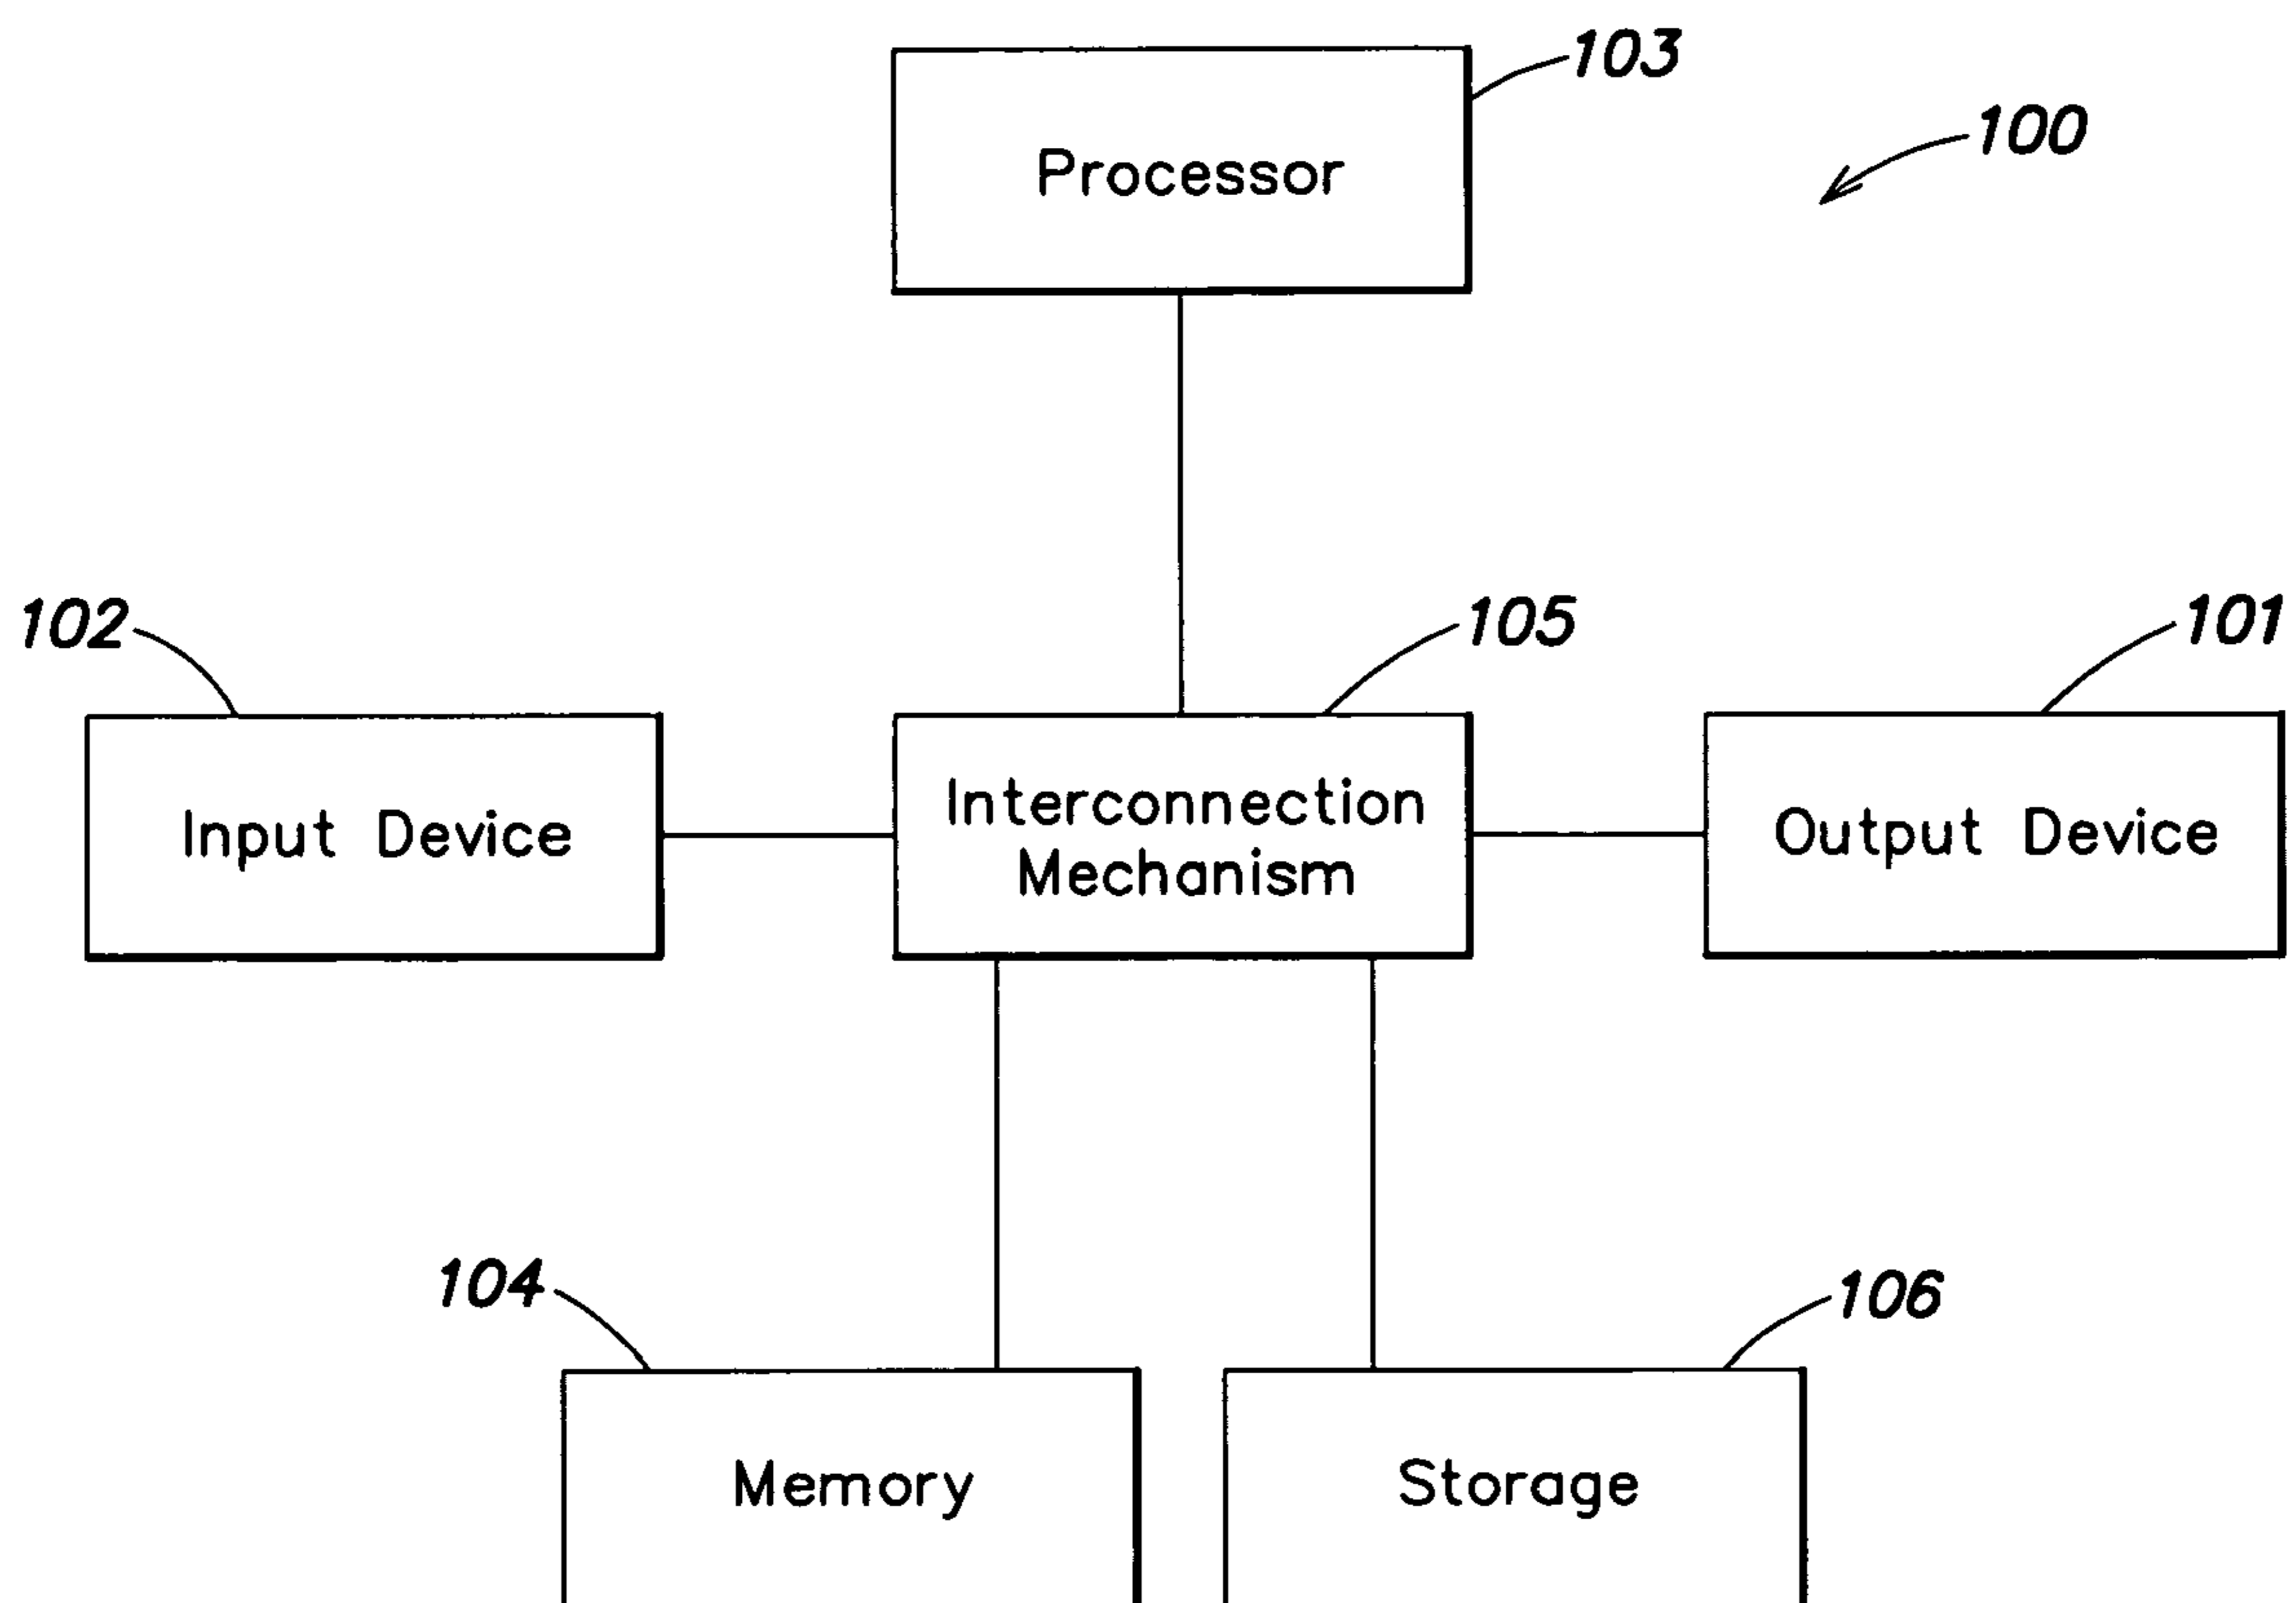 103
100
Processor
102
105
101
Input Device
Interconnection
Mechanism
Output Device
104
106
Memory
Storage